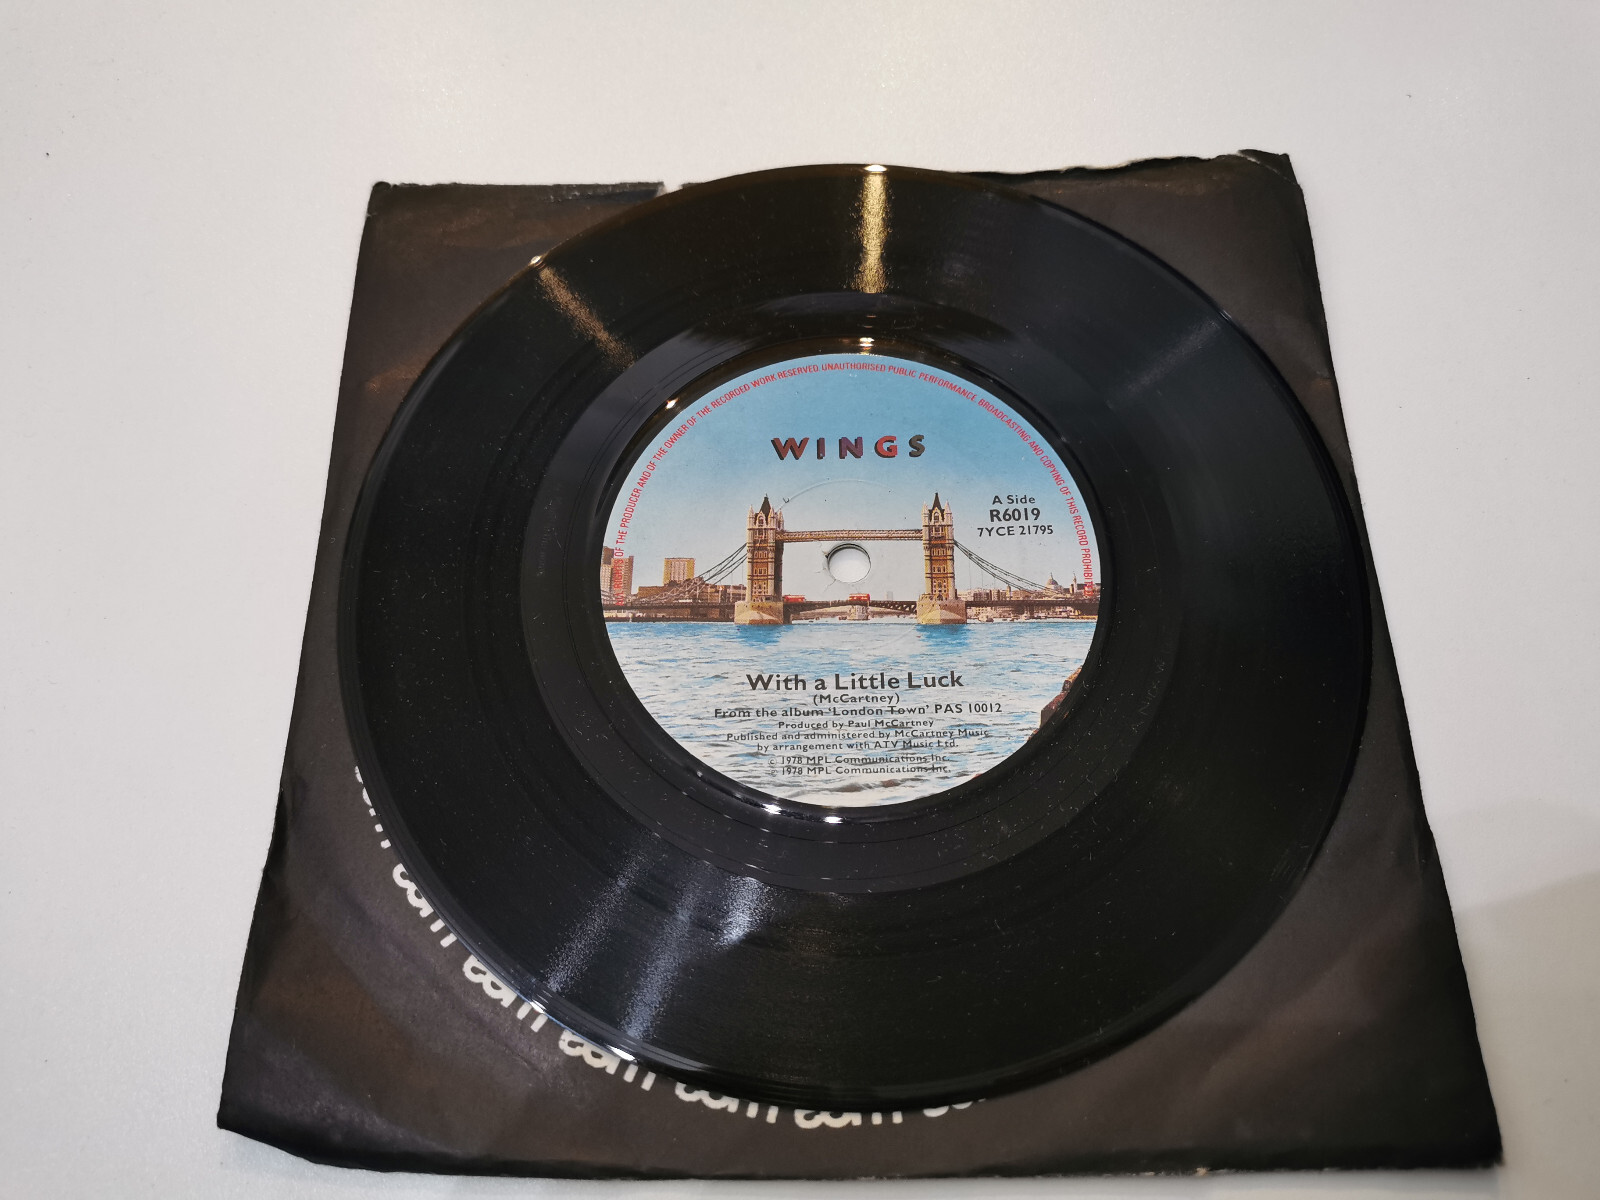 ALL RIGHTS OF THE PRODUCER AND OF THE OWNER OF THE RECORDED WORK RESERVED. UNAUTHORISED PUBLIC PERFORMANCE, BROADCASTING AND COPYING OF THIS RECORD PROHIBITED
WINGS
A Side
R6019
7YCE 21795
With a Little Luck
(McCartney)
From the album 'London Town' PAS 10012
Produced by Paul McCartney
Published and administered by McCartney Music
by arrangement with ATV Music Ltd.
℗ 1978 MPL Communications Inc.
© 1978 MPL Communications Inc.